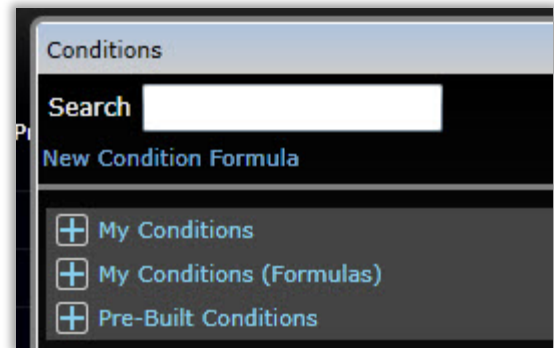 Conditions
Search
New Condition Formula
My Conditions
My Conditions (Formulas)
Pre-Built Conditions